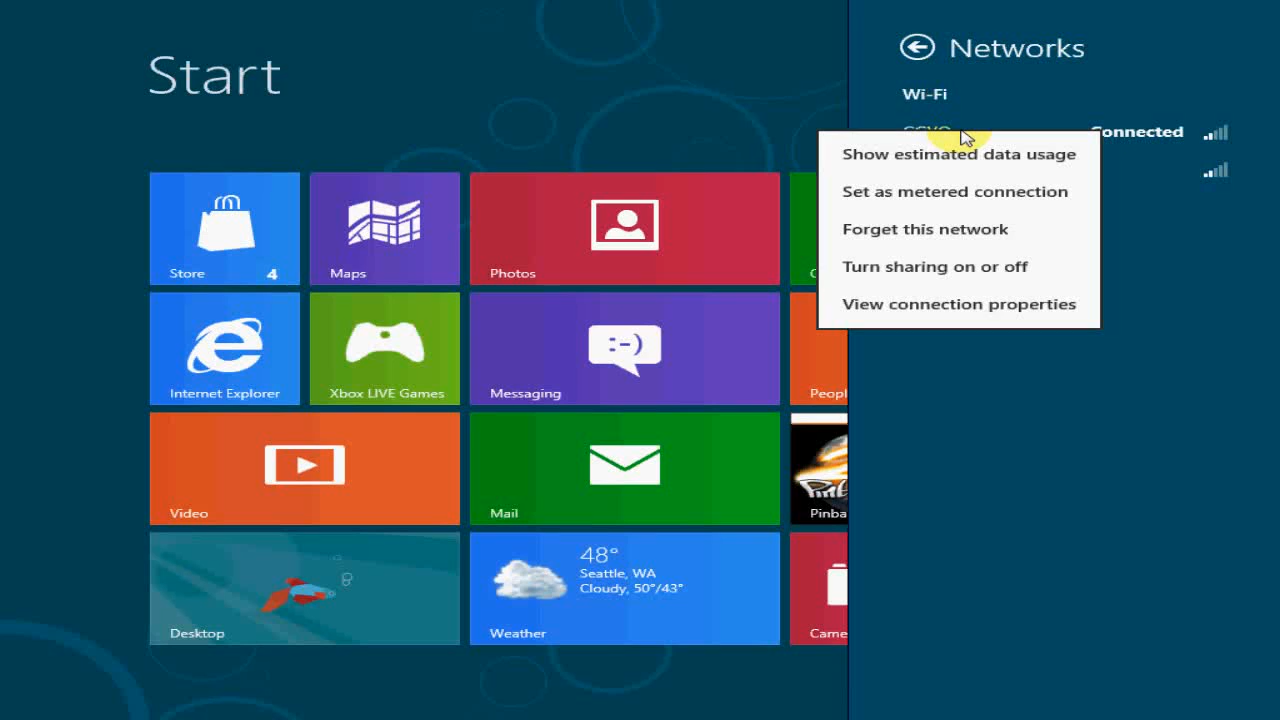 Start
Networks
Wi-Fi
Connected
Show estimated data usage
Set as metered connection
Forget this network
Turn sharing on or off
View connection properties
Store 4
Maps
Photos
Internet Explorer
Xbox LIVE Games
Messaging
Peopl
:-)
Video
Mail
Pinba
48°
Seattle, WA
Cloudy, 50°/43°
Desktop
Weather
Came